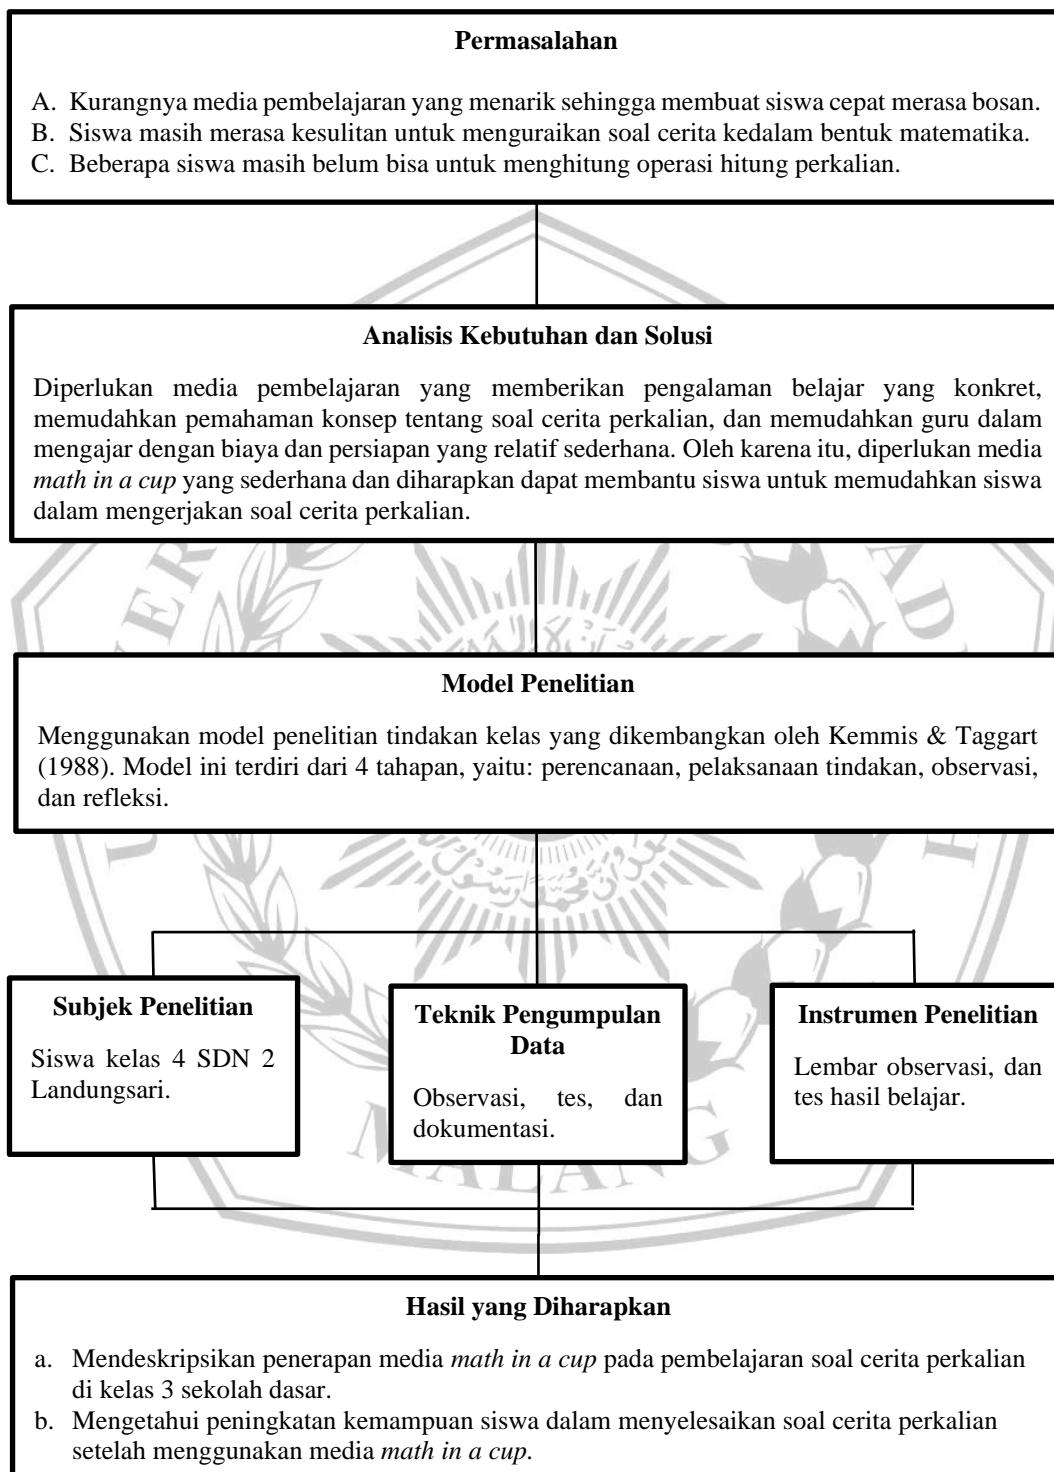 Permasalahan
A. Kurangnya media pembelajaran yang menarik sehingga membuat siswa cepat merasa bosan.
B. Siswa masih merasa kesulitan untuk menguraikan soal cerita kedalam bentuk matematika.
C. Beberapa siswa masih belum bisa untuk menghitung operasi hitung perkalian.
Analisis Kebutuhan dan Solusi
Diperlukan media pembelajaran yang memberikan pengalaman belajar yang konkret,
memudahkan pemahaman konsep tentang soal cerita perkalian, dan memudahkan guru dalam
mengajar dengan biaya dan persiapan yang relatif sederhana. Oleh karena itu, diperlukan media
math in a cup yang sederhana dan diharapkan dapat membantu siswa untuk memudahkan siswa
dalam mengerjakan soal cerita perkalian.
Model Penelitian
Menggunakan model penelitian tindakan kelas yang dikembangkan oleh Kemmis & Taggart
(1988). Model ini terdiri dari 4 tahapan, yaitu: perencanaan, pelaksanaan tindakan, observasi,
dan refleksi.
Subjek Penelitian
Siswa kelas 4 SDN 2
Landungsari.
Teknik Pengumpulan
Data
Observasi, tes, dan
dokumentasi.
Instrumen Penelitian
Lembar observasi, dan
tes hasil belajar.
MALANG
Hasil yang Diharapkan
a. Mendeskripsikan penerapan media math in a cup pada pembelajaran soal cerita perkalian
di kelas 3 sekolah dasar.
b. Mengetahui peningkatan kemampuan siswa dalam menyelesaikan soal cerita perkalian
setelah menggunakan media math in a cup.